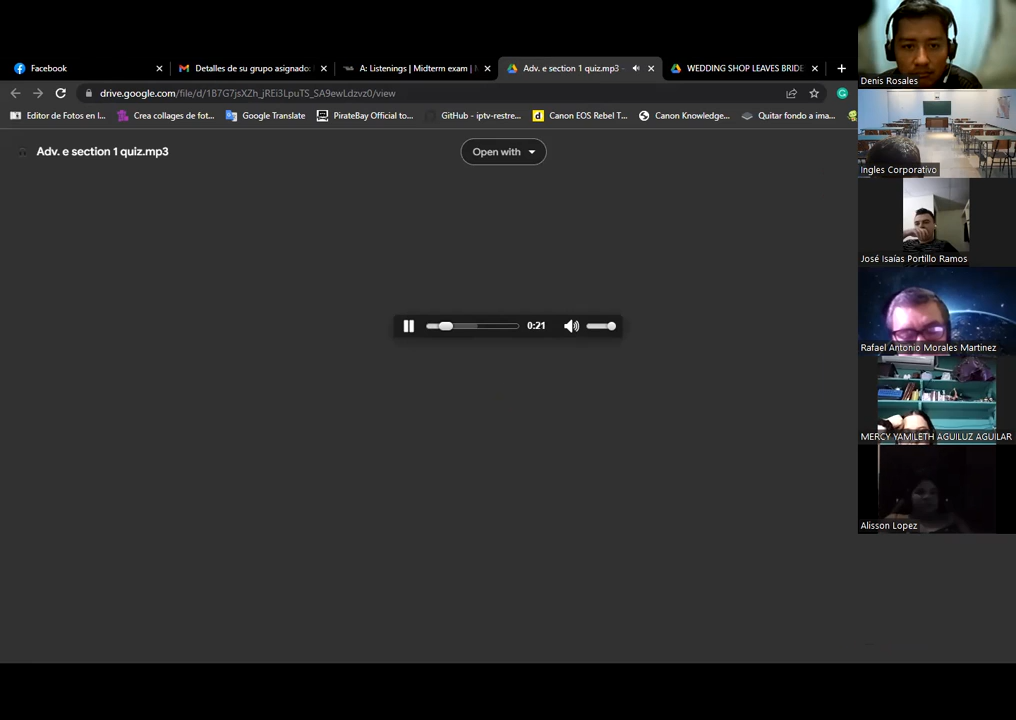 Facebook
Detalles de su grupo asignado:
A: Listenings | Midterm exam |
Adv. e section 1 quiz.mp3 -
WEDDING SHOP LEAVES BRIDE
drive.google.com/file/d/1B7G7jsXZh_jREi3LpuTS_SA9ewLdzvz0/view
Editor de Fotos en l...
Crea collages de fot...
Google Translate
PirateBay Official to...
GitHub - iptv-restre...
Canon EOS Rebel T...
Canon Knowledge...
Quitar fondo a ima...
Adv. e section 1 quiz.mp3
Open with
0:21
Denis Rosales
Ingles Corporativo
José Isaías Portillo Ramos
Rafael Antonio Morales Martinez
MERCY YAMILETH AGUILUZ AGUILAR
Alisson Lopez